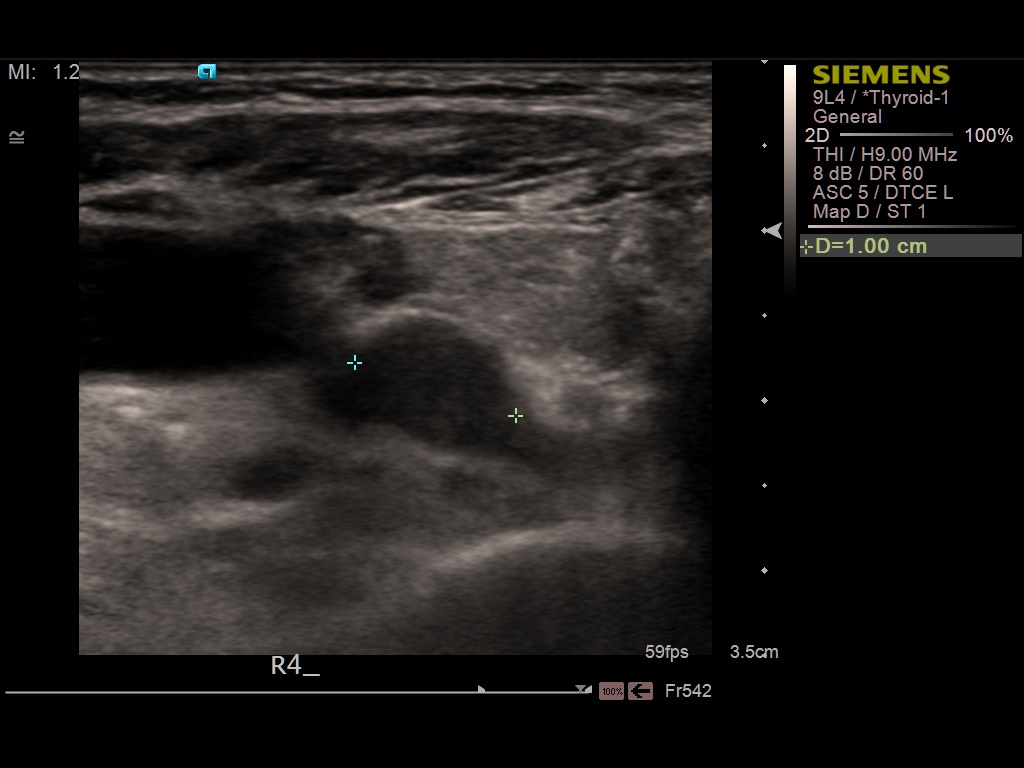 MI: 1.2
SIEMENS
9L4 / *Thyroid-1
General
2D 100%
THI / H9.00 MHz
8 dB / DR 60
ASC 5 / DTCE L
Map D / ST 1
D=1.00 cm
59fps 3.5cm
R4_
100% Fr542